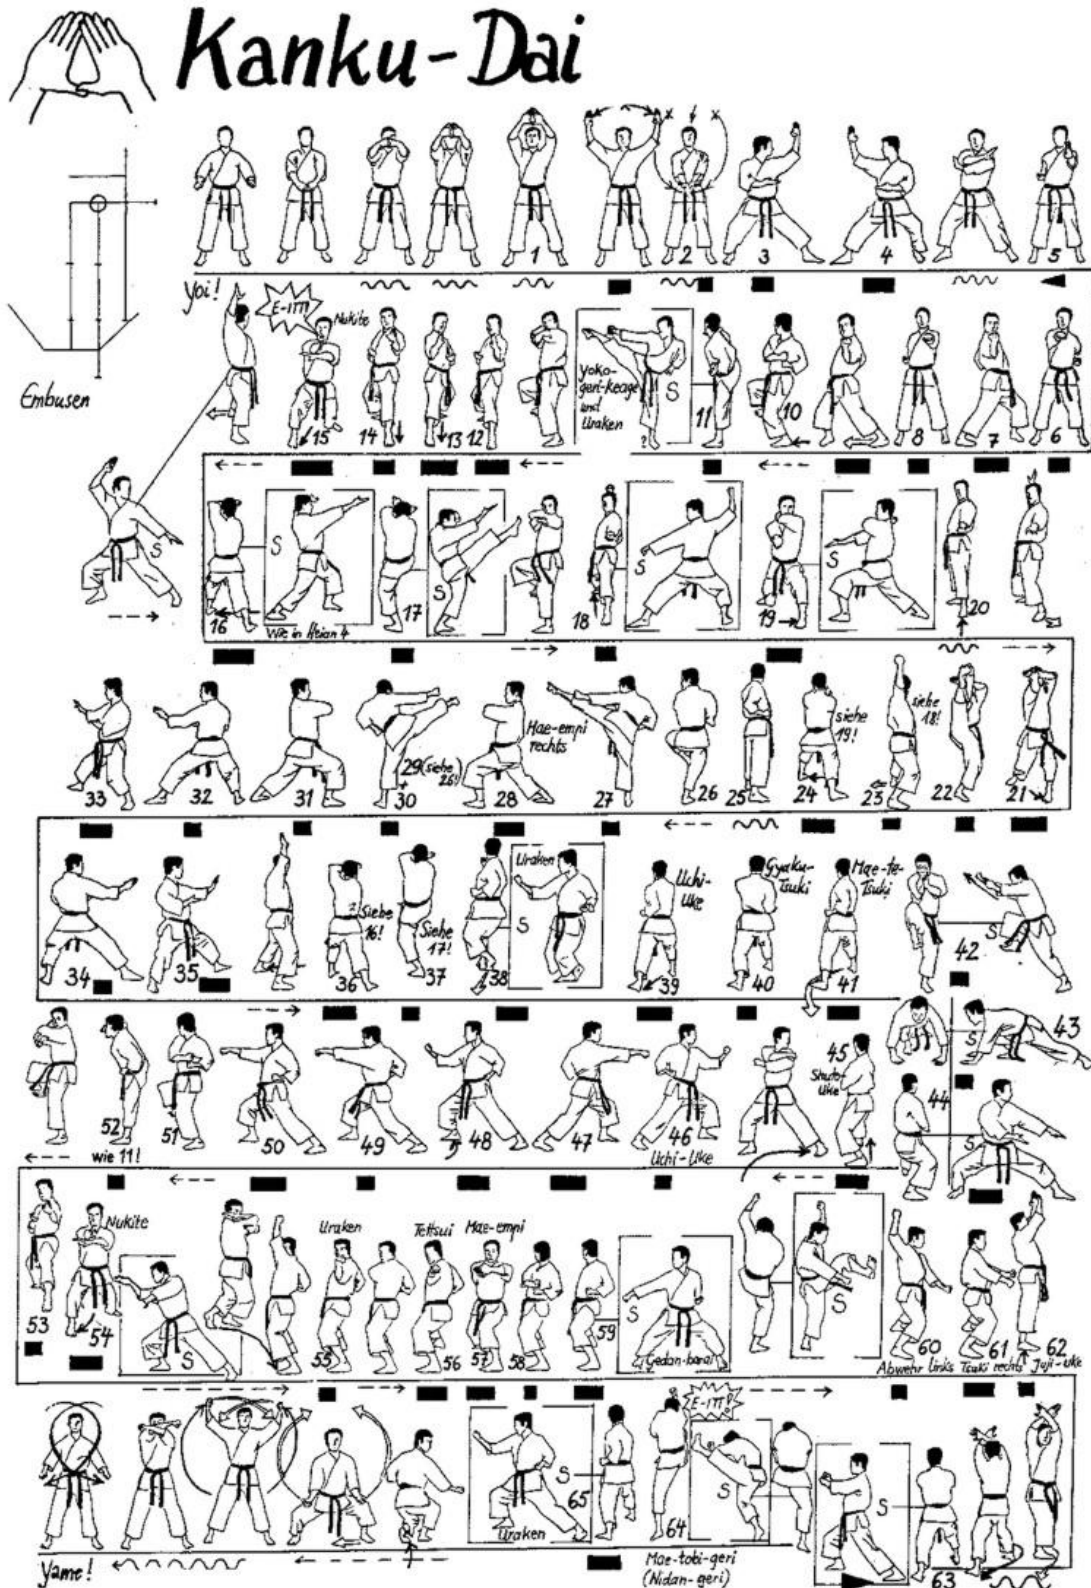 Kanku-Dai
Embusen
1 2 3 4 5
Yoi!
E-ITT!
Nukite
15 14 13 12
Yoko-
geri-Keage
und
Uraken
S
11 10 8 7 6
S
16
S
Wie in Heian 4
17
S
18
S
19
S
20
33 32 31
29 (siehe
26!)
30
28
Mae-empi
rechts
27 26 25 24
siehe
19!
23
siehe
18!
22 21
34 35
Siehe
16!
36
Siehe
17!
37
38
Uraken
S
Uchi-
Uke
39
Gyaku-
Tsuki
40
Mae-te-
Tsuki
41
42
S
43
S
44
S
45
Shuto-
Uke
52
wie 11!
51 50 49 48 47 46
Uchi-Uke
53
Nukite
54
S
55
Uraken
Tettsui
56
Mae-empi
57 58 59
S
Gedan-barai
S
60 61 62
Abwehr links Tsuki rechts Juji-uke
Yame!
S
65
Uraken
64
E-ITT!
S
Mae-tobi-geri
(Nidan-geri)
S
63